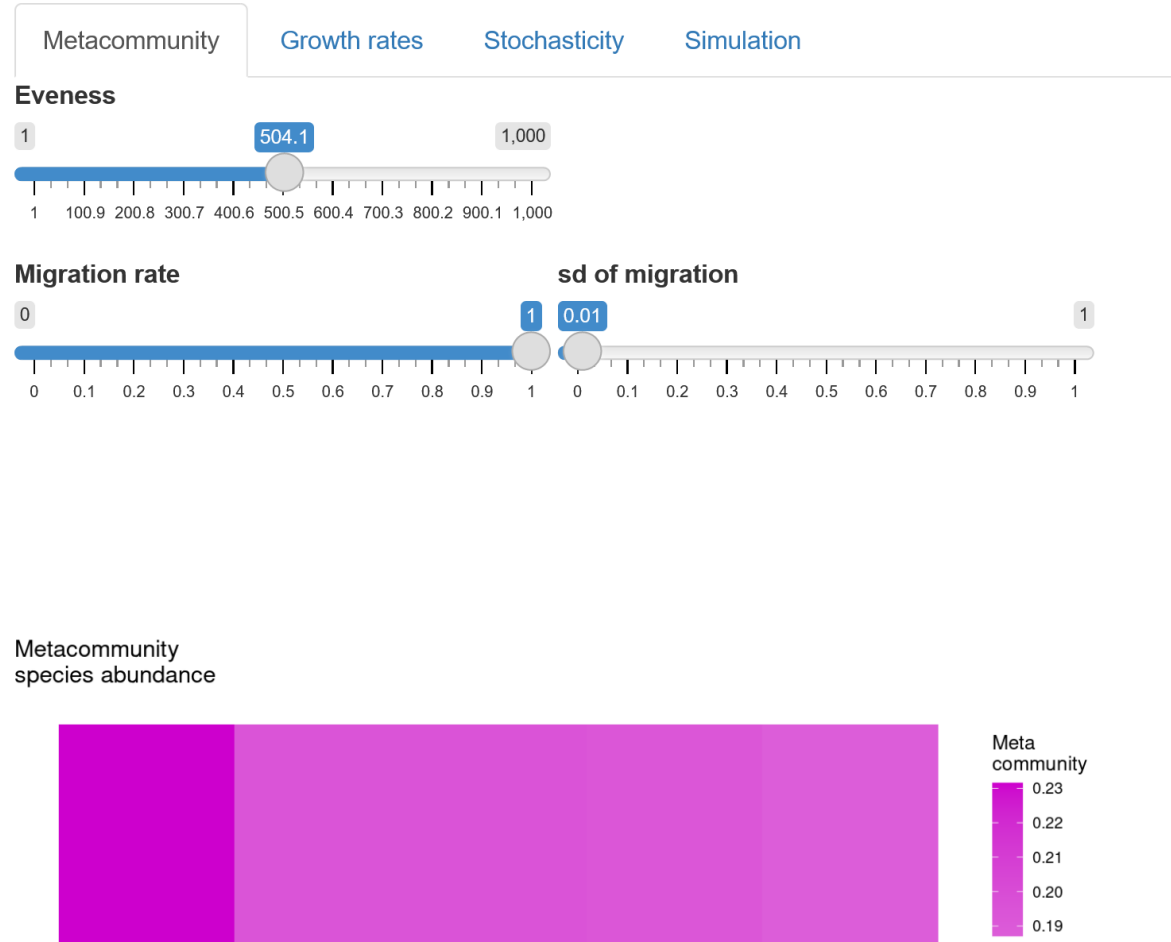 Metacommunity Growth rates Stochasticity Simulation
Eveness
1 504.1 1,000
1 100.9 200.8 300.7 400.6 500.5 600.4 700.3 800.2 900.1 1,000
Migration rate sd of migration
0 1 0.01 1
0 0.1 0.2 0.3 0.4 0.5 0.6 0.7 0.8 0.9 1 0 0.1 0.2 0.3 0.4 0.5 0.6 0.7 0.8 0.9 1
Metacommunity
species abundance
Meta
community
0.23
0.22
0.21
0.20
0.19